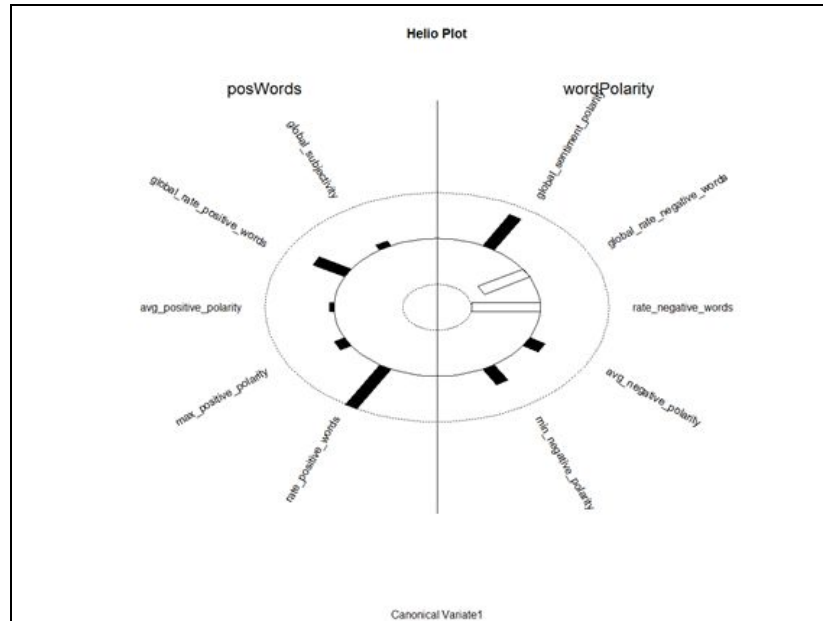 Helio Plot
posWords
wordPolarity
global_subjectivity
global_rate_positive_words
avg_positive_polarity
max_positive_polarity
rate_positive_words
global_sentiment_polarity
global_rate_negative_words
rate_negative_words
avg_negative_polarity
min_negative_polarity
Canonical Variate1